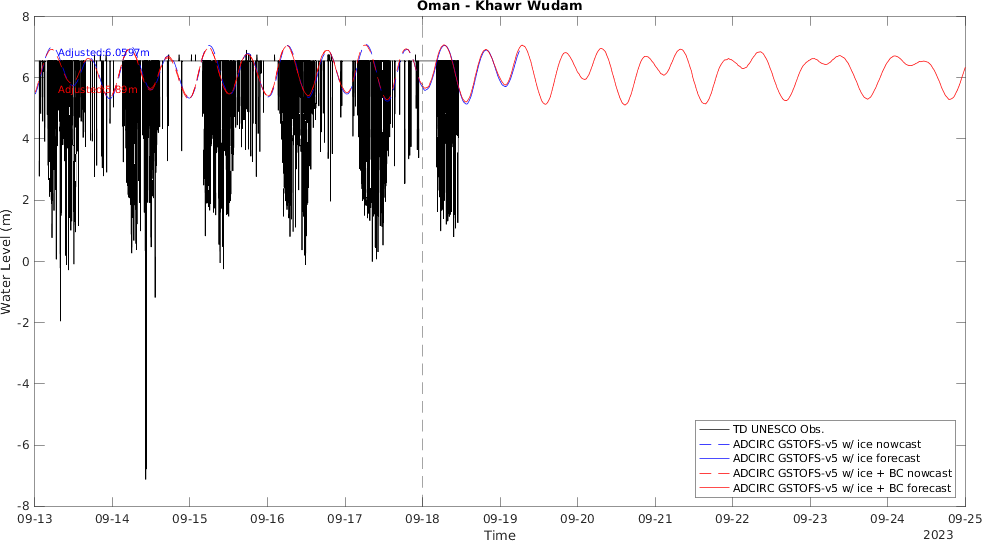 Oman - Khawr Wudam
8
6
4
2
0
-2
-4
-6
-8
Water Level (m)
Adjusted:6.0597m
TD UNESCO Obs.
ADCIRC GSTOFS-v5 w/ ice nowcast
ADCIRC GSTOFS-v5 w/ ice forecast
ADCIRC GSTOFS-v5 w/ ice + BC nowcast
ADCIRC GSTOFS-v5 w/ ice + BC forecast
09-13 09-14 09-15 09-16 09-17 09-18 09-19 09-20 09-21 09-22 09-23 09-24 09-25
Time
2023